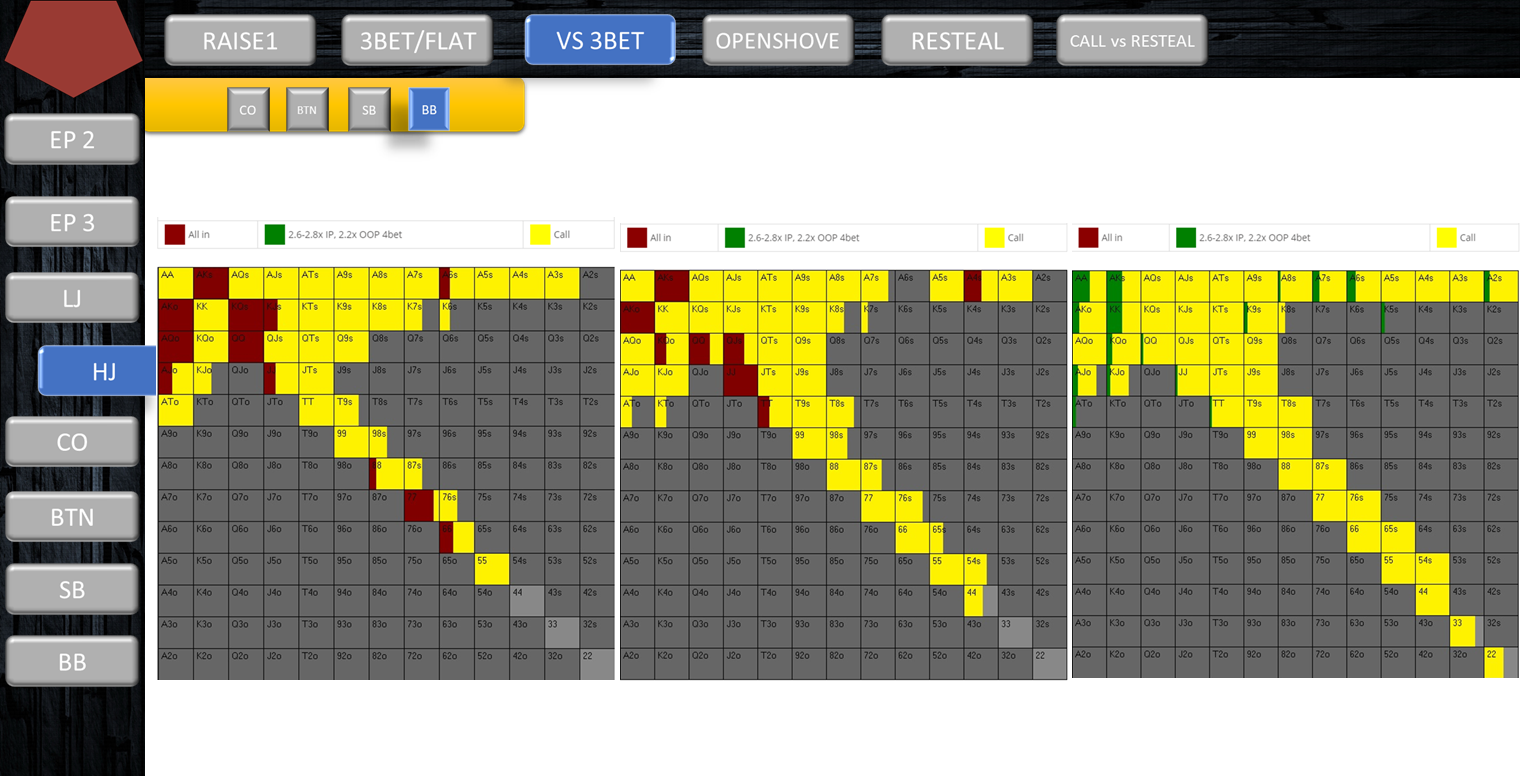 RAISE1
3BET/FLAT
VS 3BET
OPENSHOVE
RESTEAL
CALL vs RESTEAL
CO
BTN
SB
BB
EP 2
EP 3
LJ
HJ
CO
BTN
SB
BB
All in 2.6-2.8x IP, 2.2x OOP 4bet Call
AA AKs AQs AJs ATs A9s A8s A7s A6s A5s A4s A3s A2s
AKo KK KQs KJs KTs K9s K8s K7s K6s K5s K4s K3s K2s
AQo KQo QQ QJs QTs Q9s Q8s Q7s Q6s Q5s Q4s Q3s Q2s
AJo KJo QJo JJ JTs J9s J8s J7s J6s J5s J4s J3s J2s
ATo KTo QTo JTo TT T9s T8s T7s T6s T5s T4s T3s T2s
A9o K9o Q9o J9o T9o 99 98s 97s 96s 95s 94s 93s 92s
A8o K8o Q8o J8o T8o 98o 88 87s 86s 85s 84s 83s 82s
A7o K7o Q7o J7o T7o 97o 87o 77 76s 75s 74s 73s 72s
A6o K6o Q6o J6o T6o 96o 86o 76o 66 65s 64s 63s 62s
A5o K5o Q5o J5o T5o 95o 85o 75o 65o 55 54s 53s 52s
A4o K4o Q4o J4o T4o 94o 84o 74o 64o 54o 44 43s 42s
A3o K3o Q3o J3o T3o 93o 83o 73o 63o 53o 43o 33 32s
A2o K2o Q2o J2o T2o 92o 82o 72o 62o 52o 42o 32o 22
All in 2.6-2.8x IP, 2.2x OOP 4bet Call
AA AKs AQs AJs ATs A9s A8s A7s A6s A5s A4s A3s A2s
AKo KK KQs KJs KTs K9s K8s K7s K6s K5s K4s K3s K2s
AQo KQo QQ QJs QTs Q9s Q8s Q7s Q6s Q5s Q4s Q3s Q2s
AJo KJo QJo JJ JTs J9s J8s J7s J6s J5s J4s J3s J2s
ATo KTo QTo JTo TT T9s T8s T7s T6s T5s T4s T3s T2s
A9o K9o Q9o J9o T9o 99 98s 97s 96s 95s 94s 93s 92s
A8o K8o Q8o J8o T8o 98o 88 87s 86s 85s 84s 83s 82s
A7o K7o Q7o J7o T7o 97o 87o 77 76s 75s 74s 73s 72s
A6o K6o Q6o J6o T6o 96o 86o 76o 66 65s 64s 63s 62s
A5o K5o Q5o J5o T5o 95o 85o 75o 65o 55 54s 53s 52s
A4o K4o Q4o J4o T4o 94o 84o 74o 64o 54o 44 43s 42s
A3o K3o Q3o J3o T3o 93o 83o 73o 63o 53o 43o 33 32s
A2o K2o Q2o J2o T2o 92o 82o 72o 62o 52o 42o 32o 22
All in 2.6-2.8x IP, 2.2x OOP 4bet Call
AA AKs AQs AJs ATs A9s A8s A7s A6s A5s A4s A3s A2s
AKo KK KQs KJs KTs K9s K8s K7s K6s K5s K4s K3s K2s
AQo KQo QQ QJs QTs Q9s Q8s Q7s Q6s Q5s Q4s Q3s Q2s
AJo KJo QJo JJ JTs J9s J8s J7s J6s J5s J4s J3s J2s
ATo KTo QTo JTo TT T9s T8s T7s T6s T5s T4s T3s T2s
A9o K9o Q9o J9o T9o 99 98s 97s 96s 95s 94s 93s 92s
A8o K8o Q8o J8o T8o 98o 88 87s 86s 85s 84s 83s 82s
A7o K7o Q7o J7o T7o 97o 87o 77 76s 75s 74s 73s 72s
A6o K6o Q6o J6o T6o 96o 86o 76o 66 65s 64s 63s 62s
A5o K5o Q5o J5o T5o 95o 85o 75o 65o 55 54s 53s 52s
A4o K4o Q4o J4o T4o 94o 84o 74o 64o 54o 44 43s 42s
A3o K3o Q3o J3o T3o 93o 83o 73o 63o 53o 43o 33 32s
A2o K2o Q2o J2o T2o 92o 82o 72o 62o 52o 42o 32o 22